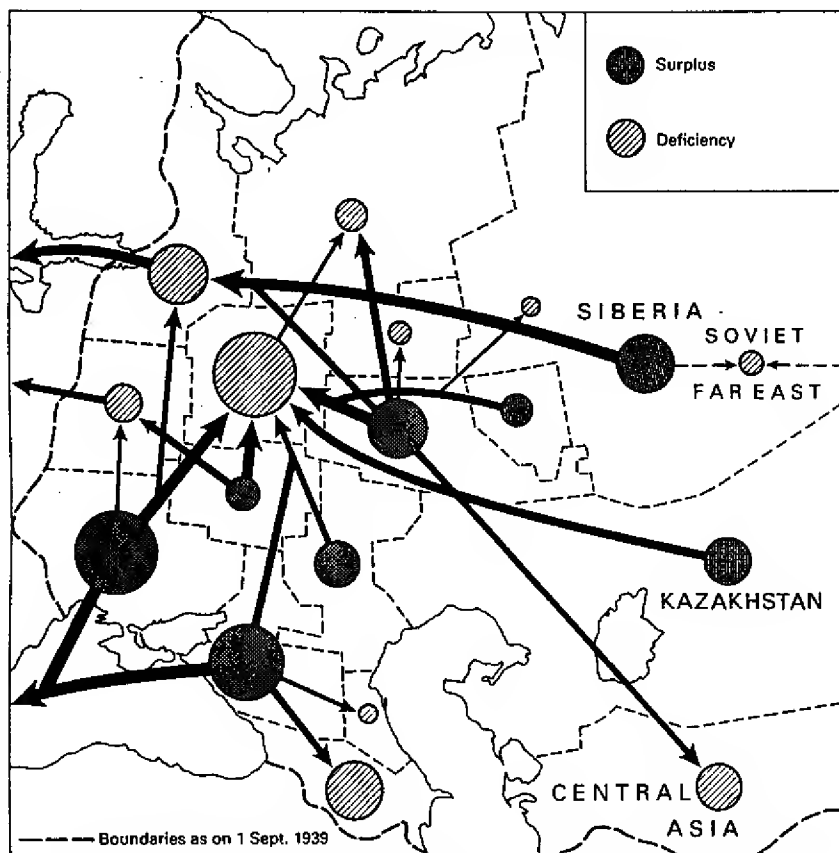 Surplus
Deficiency
SIBERIA
SOVIET
FAR EAST
KAZAKHSTAN
CENTRAL
ASIA
Boundaries as on 1 Sept. 1939